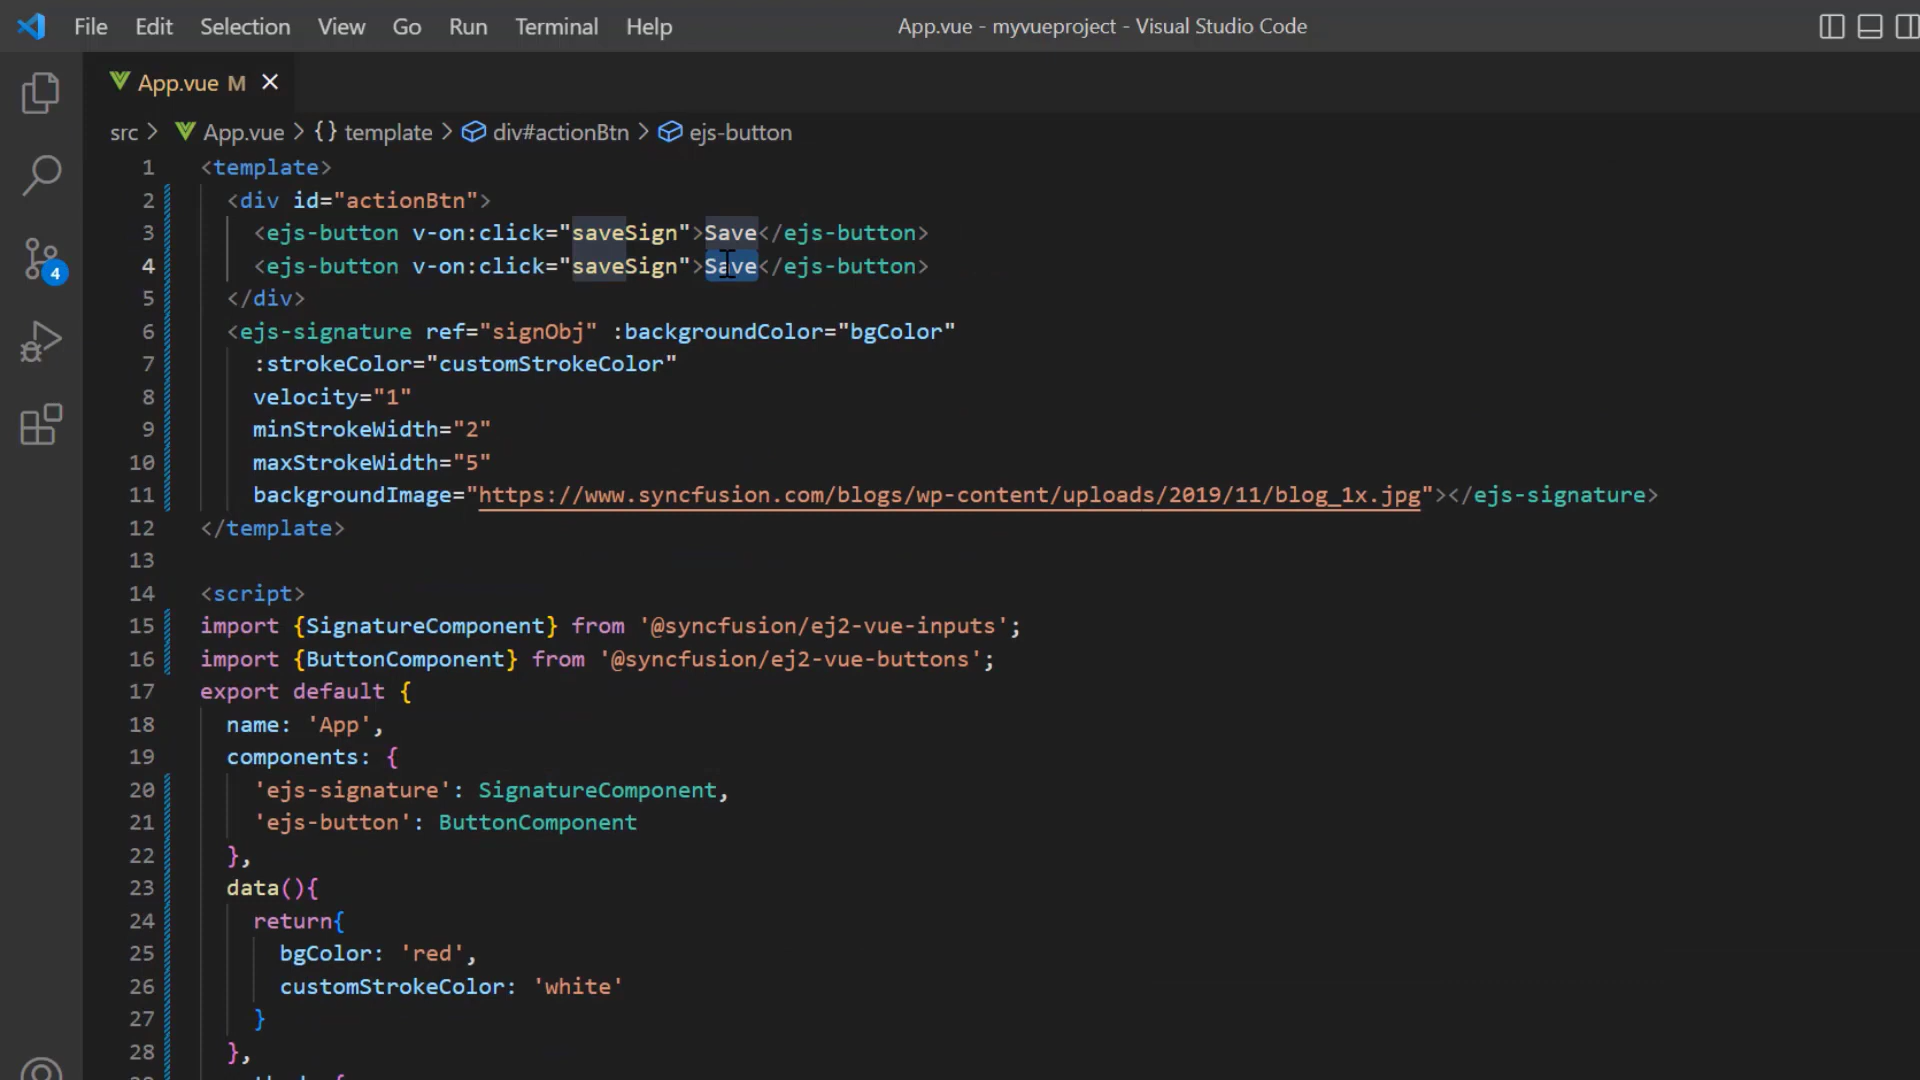 File Edit Selection View Go Run Terminal Help App.vue - myvueproject - Visual Studio Code
App.vue M
src > App.vue > {} template > div#actionBtn > ejs-button
1 <template>
2 <div id="actionBtn">
3 <ejs-button v-on:click="saveSign">Save</ejs-button>
4 <ejs-button v-on:click="saveSign">Save</ejs-button>
5 </div>
6 <ejs-signature ref="signObj" :backgroundColor="bgColor"
7 :strokeColor="customStrokeColor"
8 velocity="1"
9 minStrokeWidth="2"
10 maxStrokeWidth="5"
11 backgroundImage="https://www.syncfusion.com/blogs/wp-content/uploads/2019/11/blog_1x.jpg"></ejs-signature>
12 </template>
13
14 <script>
15 import {SignatureComponent} from '@syncfusion/ej2-vue-inputs';
16 import {ButtonComponent} from '@syncfusion/ej2-vue-buttons';
17 export default {
18 name: 'App',
19 components: {
20 'ejs-signature': SignatureComponent,
21 'ejs-button': ButtonComponent
22 },
23 data(){
24 return{
25 bgColor: 'red',
26 customStrokeColor: 'white'
27 }
28 },
4